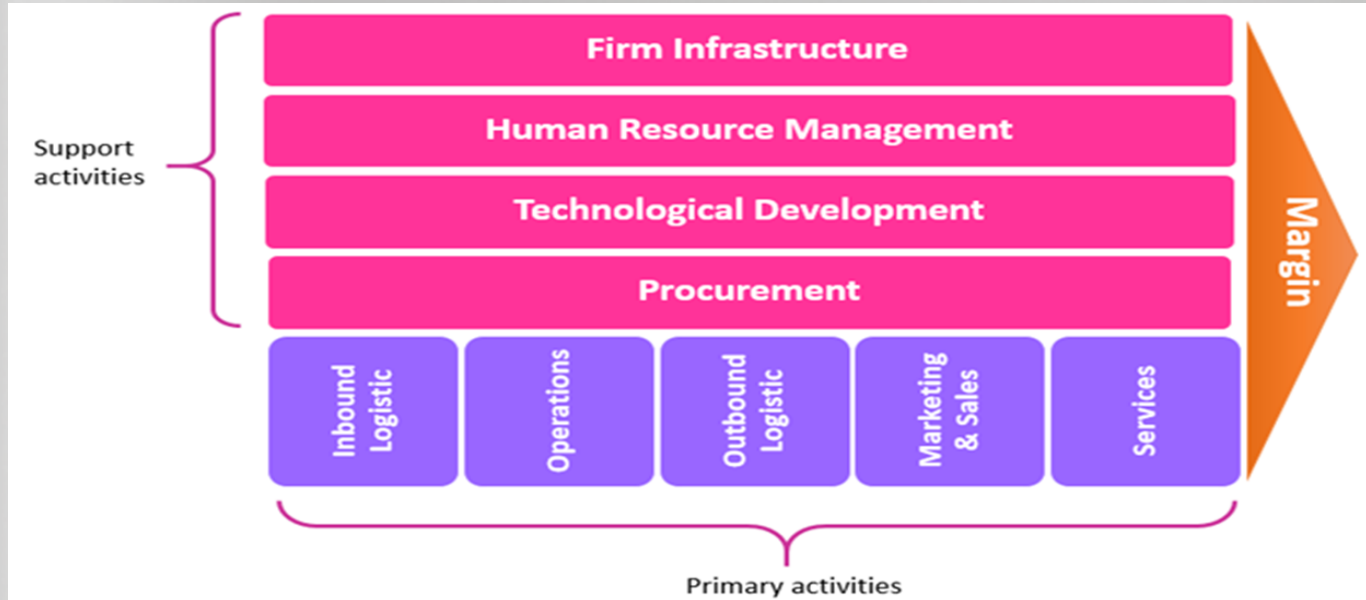 Firm Infrastructure
Human Resource Management
Support
activities
Technological Development
Procurement
Margin
Inbound
Logistic
Operations
Outbound
Logistic
Marketing
& Sales
Services
Primary activities